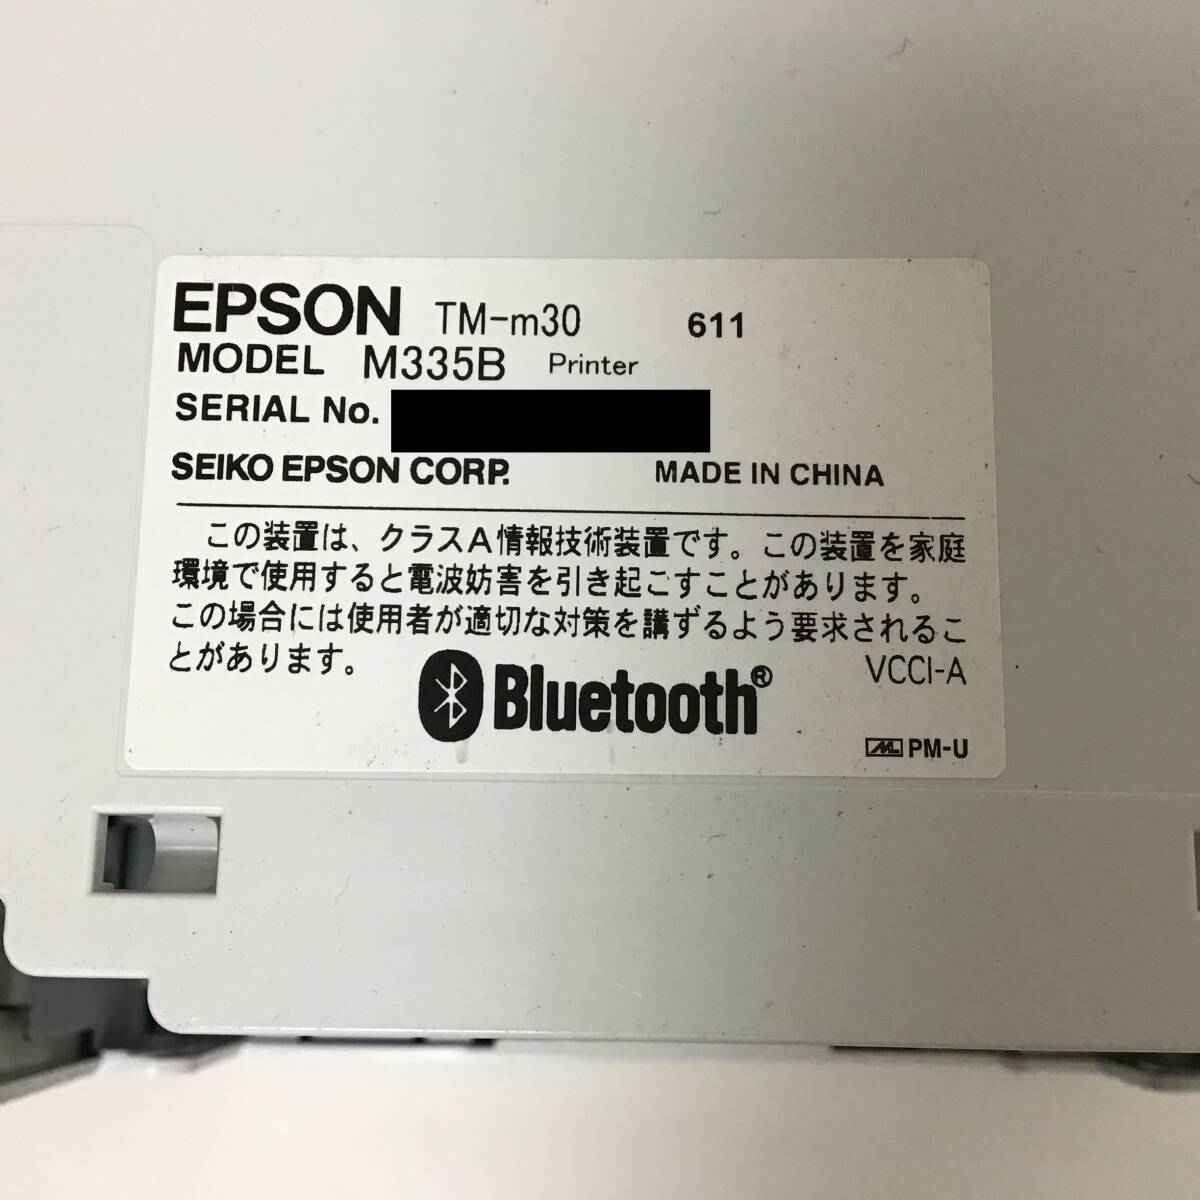 EPSON TM-m30 611
MODEL M335B Printer
SERIAL No.
SEIKO EPSON CORP. MADE IN CHINA
この装置は、クラスA情報技術装置です。この装置を家庭
環境で使用すると電波妨害を引き起こすことがあります。
この場合には使用者が適切な対策を講ずるよう要求されるこ
とがあります。
VCCI-A
Bluetooth®
ML PM-U